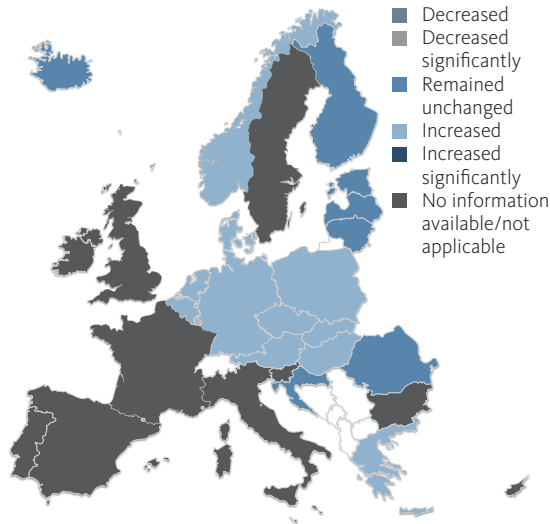 Decreased
Decreased
significantly
Remained
unchanged
Increased
Increased
significantly
No information
available/not
applicable